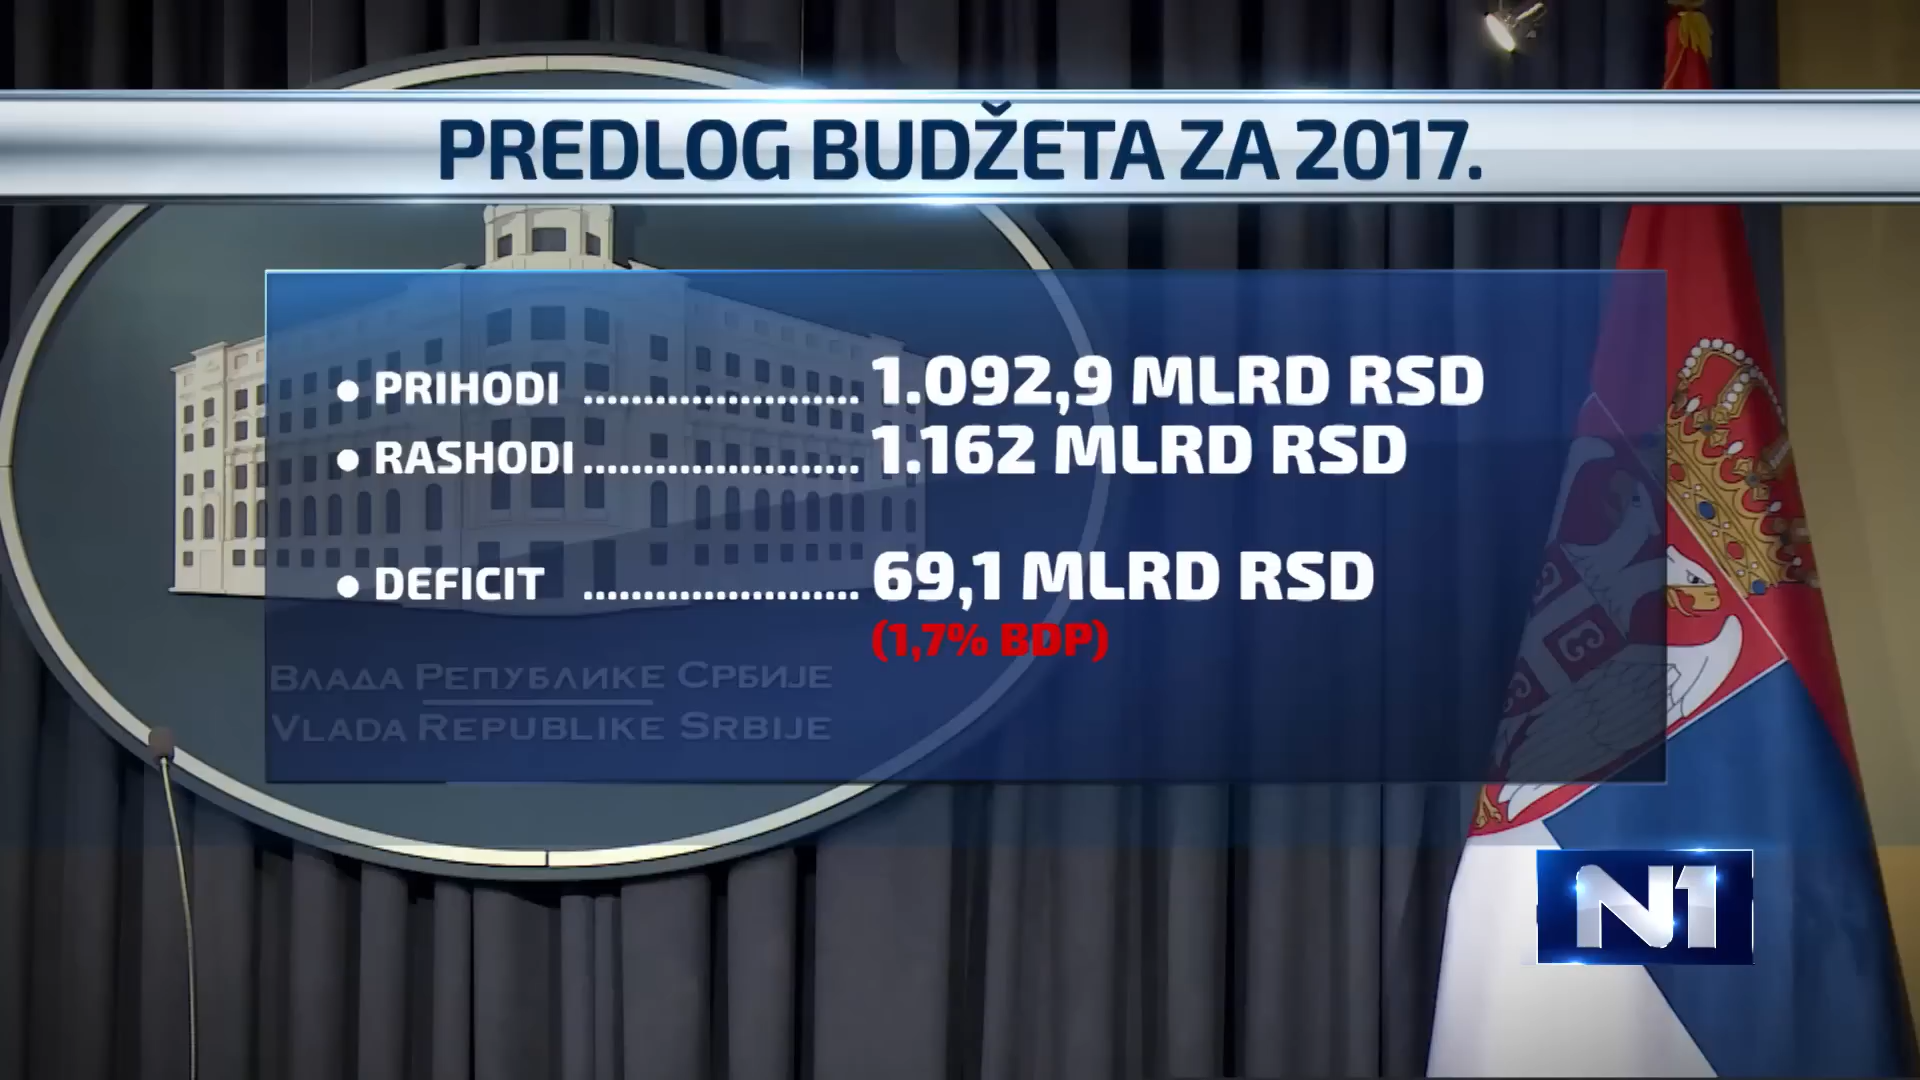 PREDLOG BUDŽETA ZA 2017.
• PRIHODI ....................... 1.092,9 MLRD RSD
• RASHODI ....................... 1.162 MLRD RSD
• DEFICIT ....................... 69,1 MLRD RSD
(1,7% BDP)
ВЛАДА РЕПУБЛИКЕ СРБИЈЕ
VLADA REPUBLIKE SRBIJE
N1